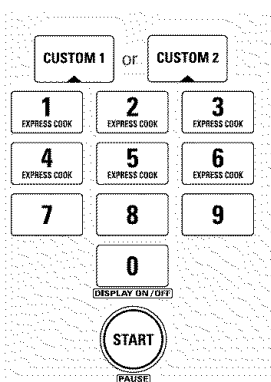 CUSTOM 1 or CUSTOM 2
1 2 3
EXPRESS COOK EXPRESS COOK EXPRESS COOK
4 5 6
EXPRESS COOK EXPRESS COOK EXPRESS COOK
7 8 9
0
DISPLAY ON/OFF
START
PAUSE